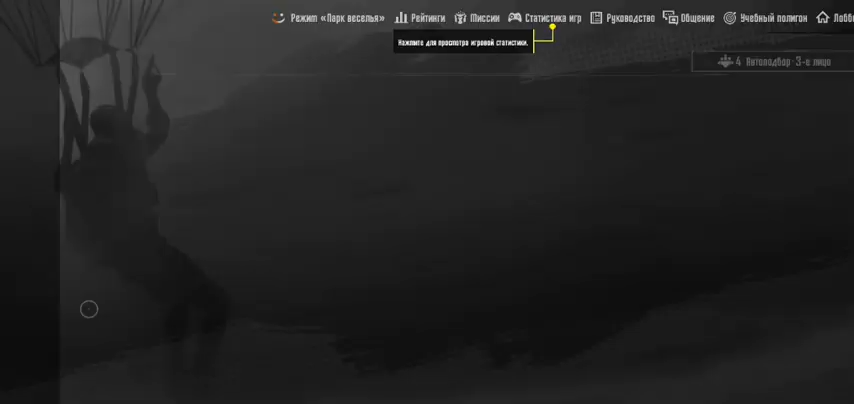 Режим «Парк веселья» Рейтинги Миссии Статистика игр Руководство Общение Учебный полигон Лобби
Нажмите для просмотра игровой статистики.
4 Автоподбор · 3-е лицо